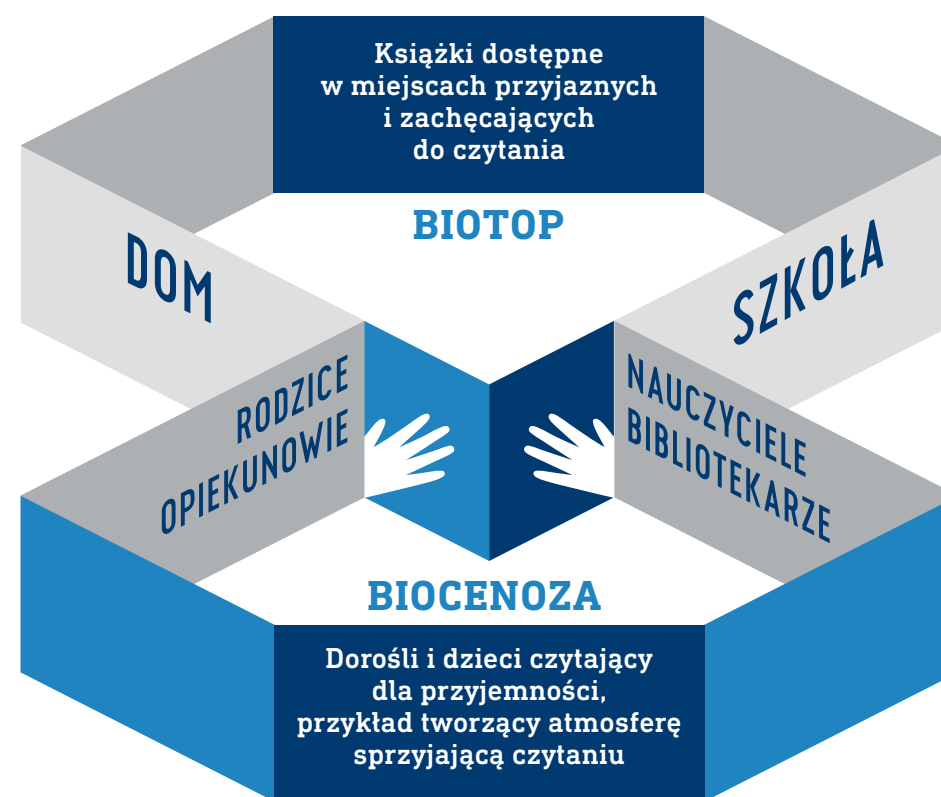 Książki dostępne
w miejscach przyjaznych
i zachęcających
do czytania
BIOTOP
DOM
SZKOŁA
RODZICE
OPIEKUNOWIE
NAUCZYCIELE
BIBLIOTEKARZE
BIOCENOZA
Dorośli i dzieci czytający
dla przyjemności,
przykład tworzący atmosferę
sprzyjającą czytaniu